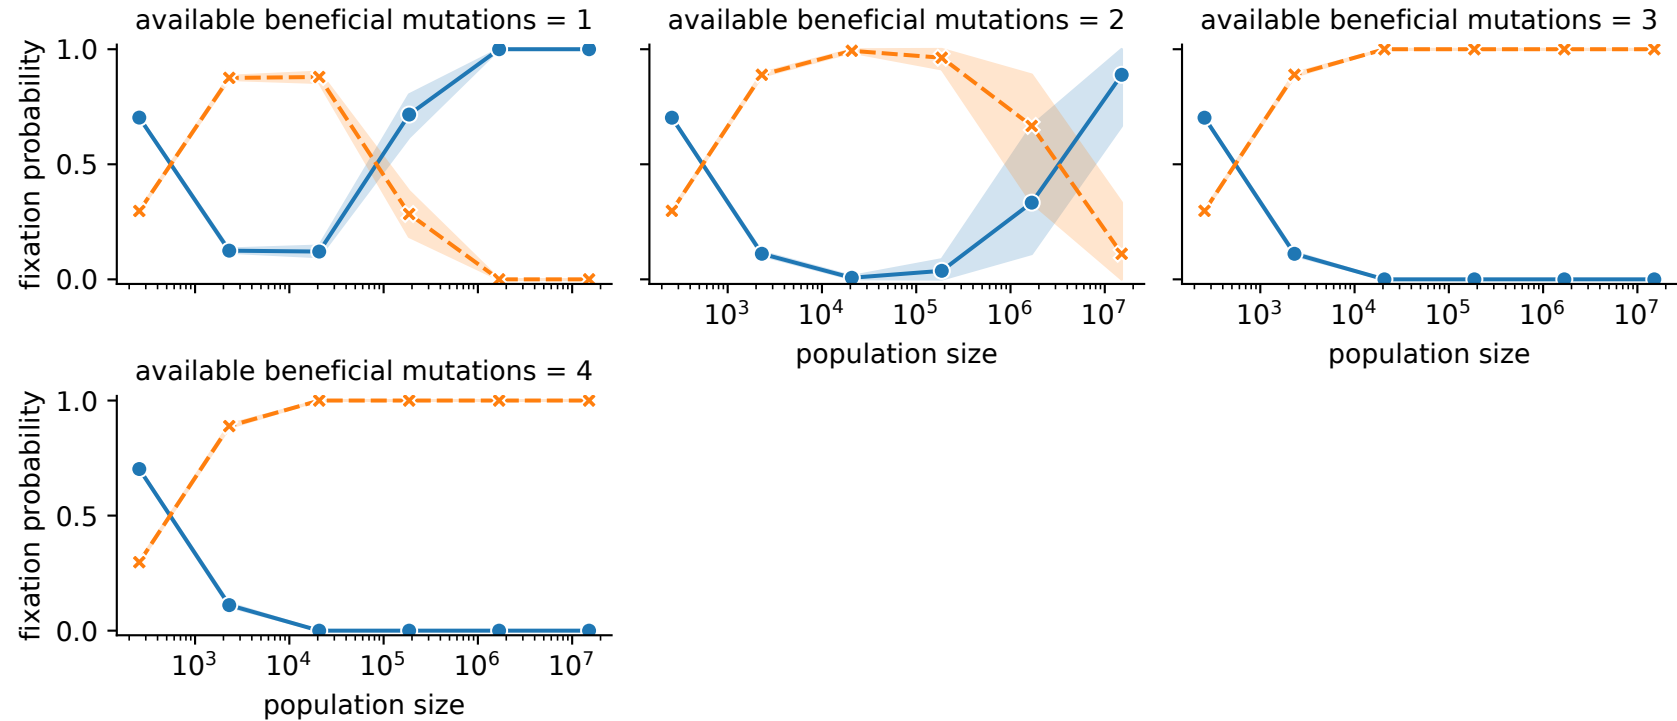 available beneficial mutations = 1
available beneficial mutations = 2
available beneficial mutations = 3
fixation probability
1.0
0.5
0.0
10³ 10⁴ 10⁵ 10⁶ 10⁷
population size
10³ 10⁴ 10⁵ 10⁶ 10⁷
population size
available beneficial mutations = 4
fixation probability
1.0
0.5
0.0
10³ 10⁴ 10⁵ 10⁶ 10⁷
population size